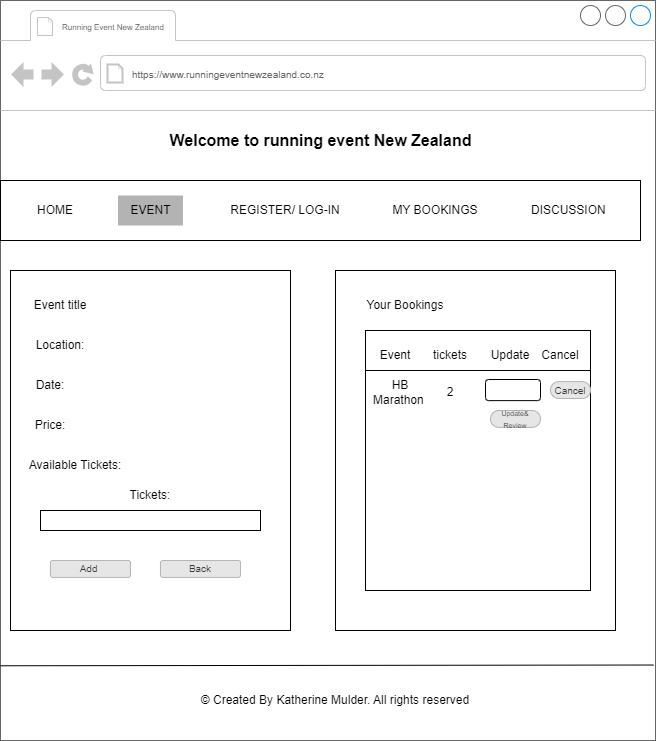 Running Event New Zealand
https://www.runningeventnewzealand.co.nz
Welcome to running event New Zealand
HOME EVENT REGISTER/ LOG-IN MY BOOKINGS DISCUSSION
Event title
Location:
Date:
Price:
Available Tickets:
Tickets:
Add Back
Your Bookings
Event tickets Update Cancel
HB
Marathon
2
Cancel
Update&
Review
© Created By Katherine Mulder. All rights reserved